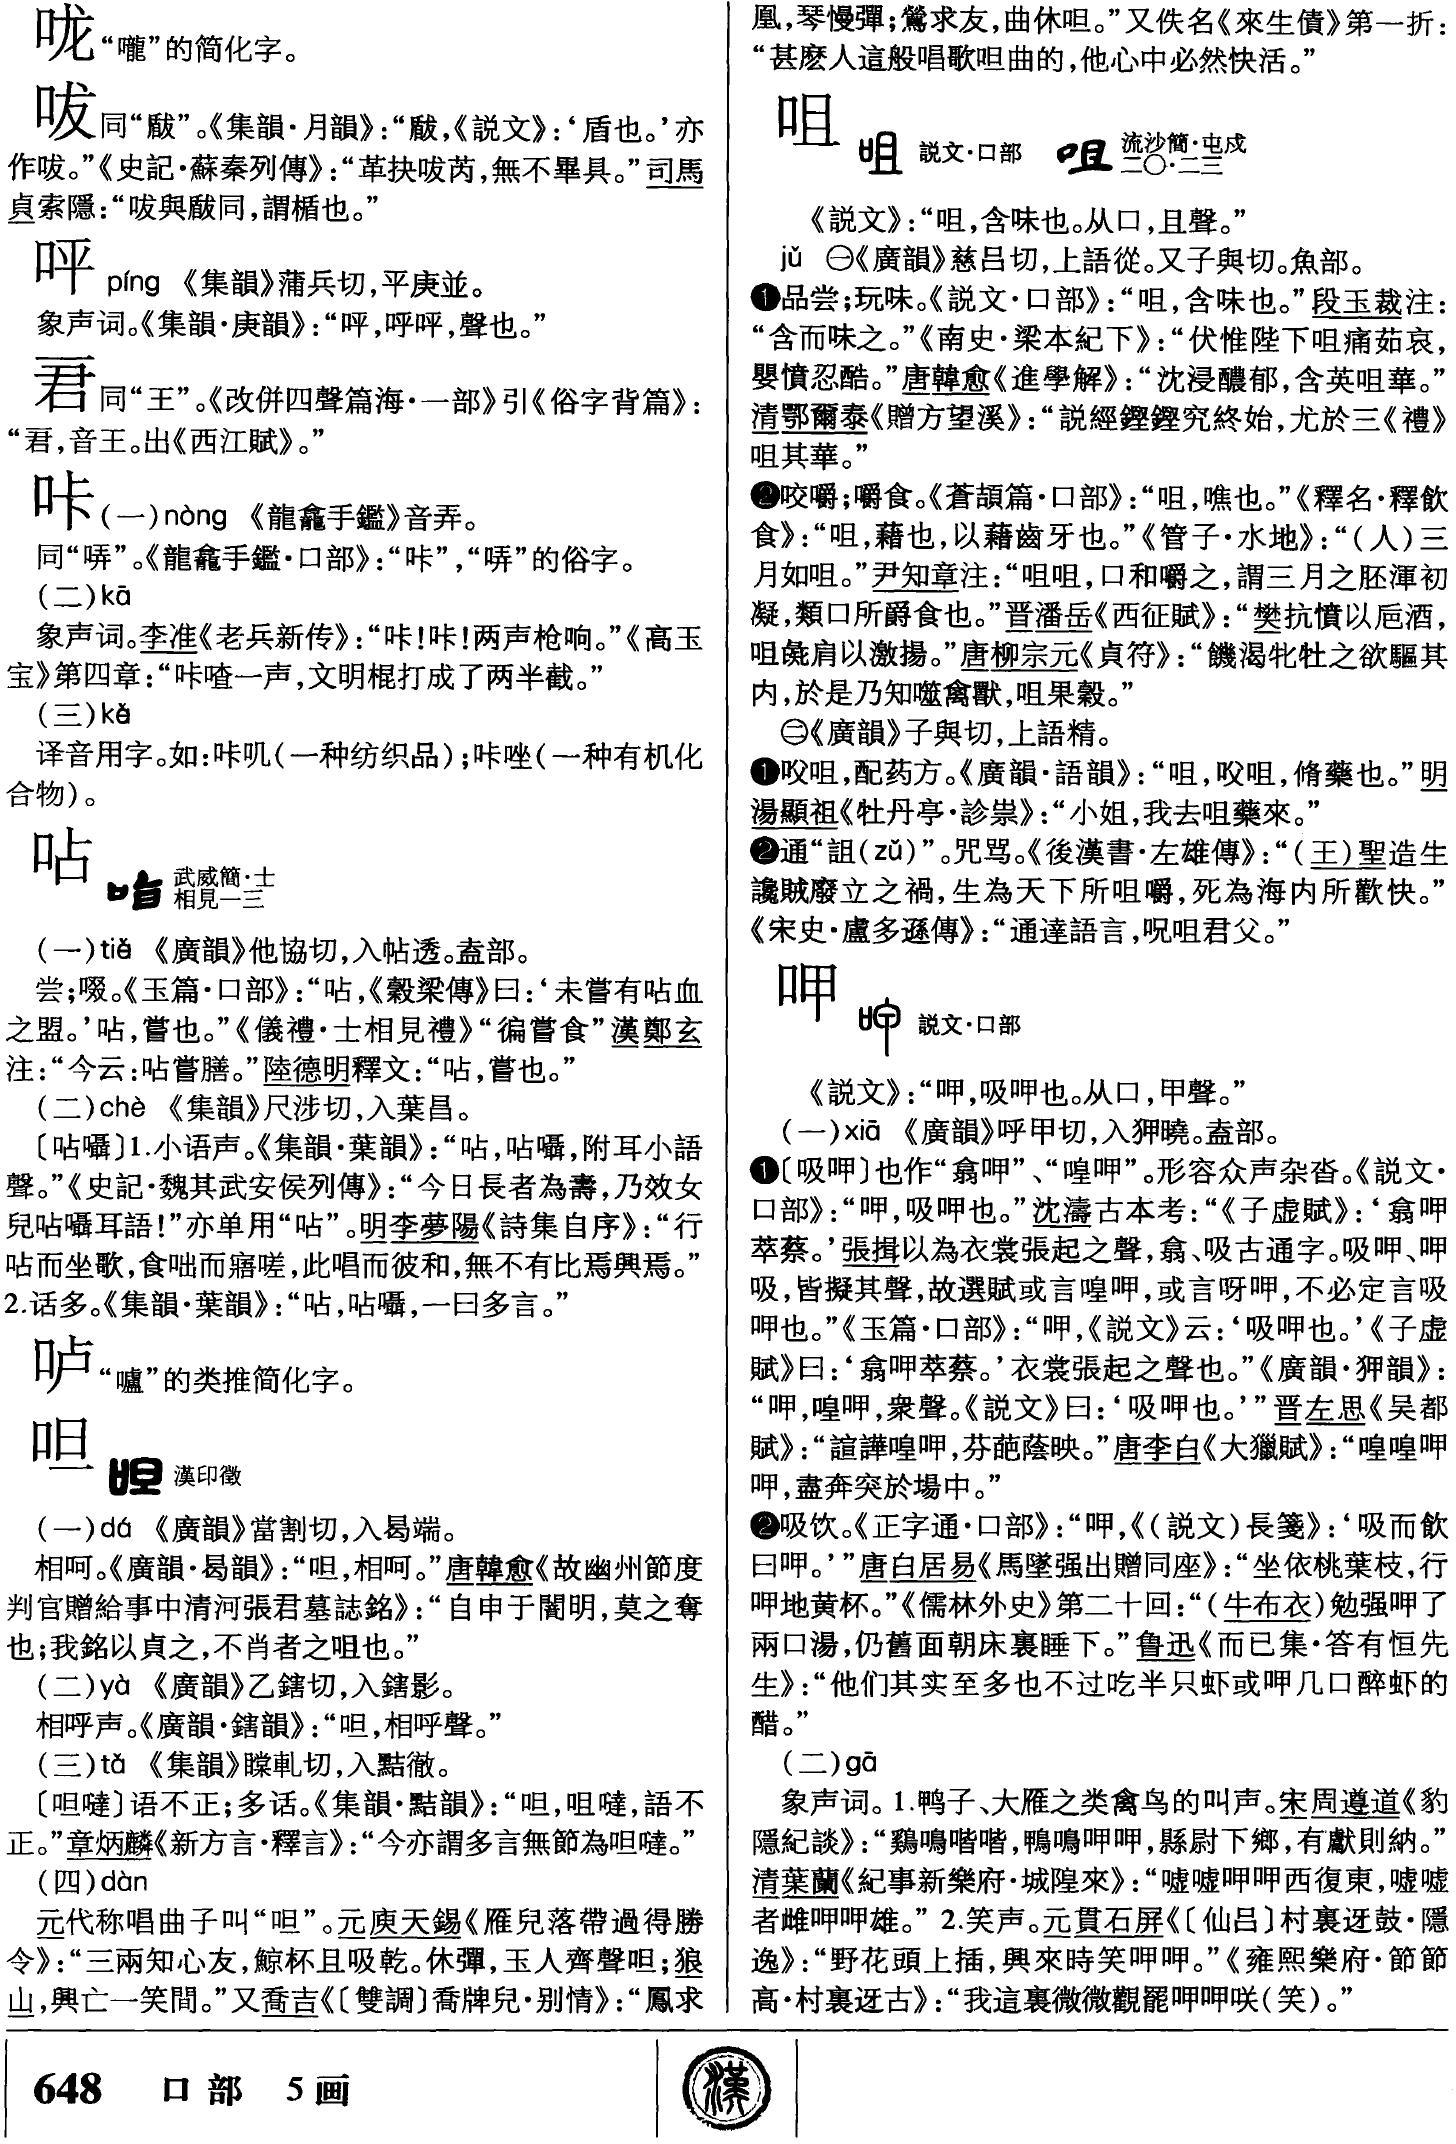 咙“嚨”的简化字。
呅同“瞂”。《集韻·月韻》：“瞂，《説文》：‘盾也。’亦
作呅。”《史記·蘇秦列傳》：“革抉呅芮，無不畢具。”司馬
貞索隱：“呅與瞂同，謂楯也。”
呯 píng 《集韻》蒲兵切，平庚並。
象声词。《集韻·庚韻》：“呯，呼呯，聲也。”
同“王”。《改併四聲篇海·一部》引《俗字背篇》：
音王。出《西江賦》。”
咔(一)nòng 《龍龕手鑑》音弄。
同“哢”。《龍龕手鑑·口部》：“咔”，“哢”的俗字。
(二)kā
象声词。李准《老兵新传》：“咔！咔！两声枪响。”《高玉
宝》第四章：“咔喳一声，文明棍打成了两半截。”
(三)kǎ
译音用字。如：咔叽(一种纺织品)；咔唑(一种有机化
合物)。
呫 武威簡·士
相見一三
(一)tiè 《廣韻》他協切，入帖透。盍部。
尝；啜。《玉篇·口部》：“呫，《穀梁傳》曰：‘未嘗有呫血
之盟。’呫，嘗也。”《儀禮·士相見禮》“徧嘗食”漢鄭玄
注：“今云：呫嘗膳。”陸德明釋文：“呫，嘗也。”
(二)chè 《集韻》尺涉切，入葉昌。
〔呫囁〕1.小语声。《集韻·葉韻》：“呫，呫囁，附耳小語
聲。”《史記·魏其武安侯列傳》：“今日長者為壽，乃效女
兒呫囁耳語！”亦单用“呫”。明李夢陽《詩集自序》：“行
呫而坐歌，食咄而寤嗟，此唱而彼和，無不有比焉興焉。”
2.话多。《集韻·葉韻》：“呫，呫囁，一曰多言。”
𠰷“嚧”的类推简化字。
呾 漢印徵
(一)dá 《廣韻》當割切，入曷端。
相呵。《廣韻·曷韻》：“呾，相呵。”唐韓愈《故幽州節度
判官贈給事中清河張君墓誌銘》：“自申于闇明，莫之奪
也；我銘以貞之，不肖者之呾也。”
(二)yà 《廣韻》乙鎋切，入鎋影。
相呼声。《廣韻·鎋韻》：“呾，相呼聲。”
(三)tǎ 《集韻》瞠軋切，入黠徹。
〔呾噠〕语不正；多话。《集韻·黠韻》：“呾，呾噠，語不
正。”章炳麟《新方言·釋言》：“今亦謂多言無節為呾噠。”
(四)dàn
元代称唱曲子叫“呾”。元庾天錫《雁兒落帶過得勝
令》：“三兩知心友，鯨杯且吸乾。休彈，玉人齊聲呾；狼
山，興亡一笑間。”又喬吉《〔雙調〕喬牌兒·别情》：“鳳求
凰，琴慢彈；鶯求友，曲休呾。”又佚名《來生債》第一折：
“甚麽人這般唱歌呾曲的，他心中必然快活。”
咀 説文·口部 流沙簡·屯戍
二〇·二三
《説文》：“咀，含味也。从口，且聲。”
jǔ ㊀《廣韻》慈吕切，上語從。又子與切。魚部。
❶品尝；玩味。《説文·口部》：“咀，含味也。”段玉裁注：
“含而味之。”《南史·梁本紀下》：“伏惟陛下咀痛茹哀，
嬰憤忍酷。”唐韓愈《進學解》：“沈浸醲郁，含英咀華。”
清鄂爾泰《贈方望溪》：“説經鏗鏗究終始，尤於三《禮》
咀其華。”
❷咬嚼；嚼食。《蒼頡篇·口部》：“咀，噍也。”《釋名·釋飲
食》：“咀，藉也，以藉齒牙也。”《管子·水地》：“(人)三
月如咀。”尹知章注：“咀咀，口和嚼之，謂三月之胚渾初
凝，類口所爵食也。”晋潘岳《西征賦》：“樊抗憤以巵酒，
咀彘肩以激揚。”唐柳宗元《貞符》：“饑渴牝牡之欲驅其
内，於是乃知噬禽獸，咀果穀。”
㊁《廣韻》子與切，上語精。
❶㕮咀，配药方。《廣韻·語韻》：“咀，㕮咀，脩藥也。”明
湯顯祖《牡丹亭·診祟》：“小姐，我去咀藥來。”
❷通“詛(zǔ)”。咒骂。《後漢書·左雄傳》：“(王)聖造生
讒賊廢立之禍，生為天下所咀嚼，死為海内所歡快。”
《宋史·盧多遜傳》：“通達語言，呪咀君父。”
呷 説文·口部
《説文》：“呷，吸呷也。从口，甲聲。”
(一)xiā 《廣韻》呼甲切，入狎曉。盍部。
❶〔吸呷〕也作“翕呷”、“喤呷”。形容众声杂沓。《説文·
口部》：“呷，吸呷也。”沈濤古本考：“《子虚賦》：‘翕呷
萃蔡。’張揖以為衣裳張起之聲，翕、吸古通字。吸呷、呷
吸，皆擬其聲，故選賦或言喤呷，或言呀呷，不必定言吸
呷也。”《玉篇·口部》：“呷，《説文》云：‘吸呷也。’《子虚
賦》曰：‘翕呷萃蔡。’衣裳張起之聲也。”《廣韻·狎韻》：
“呷，喤呷，衆聲。《説文》曰：‘吸呷也。’”晋左思《吴都
賦》：“諠譁喤呷，芬葩蔭映。”唐李白《大獵賦》：“喤喤呷
呷，盡奔突於場中。”
❷吸饮。《正字通·口部》：“呷，《(説文)長箋》：‘吸而飲
曰呷。’”唐白居易《馬墜强出贈同座》：“坐依桃葉枝，行
呷地黄杯。”《儒林外史》第二十回：“(牛布衣)勉强呷了
兩口湯，仍舊面朝床裏睡下。”鲁迅《而已集·答有恒先
生》：“他们其实至多也不过吃半只虾或呷几口醉虾的
醋。”
(二)gā
象声词。1.鸭子、大雁之类禽鸟的叫声。宋周遵道《豹
隱紀談》：“鷄鳴喈喈，鴨鳴呷呷，縣尉下鄉，有獻則納。”
清葉蘭《紀事新樂府·城隍來》：“嘘嘘呷呷西復東，嘘嘘
者雌呷呷雄。” 2.笑声。元貫石屏《〔仙吕〕村裏迓鼓·隱
逸》：“野花頭上插，興來時笑呷呷。”《雍熙樂府·節節
高·村裏迓古》：“我這裏微微觀罷呷呷咲(笑)。”
648 口部 5画
漢